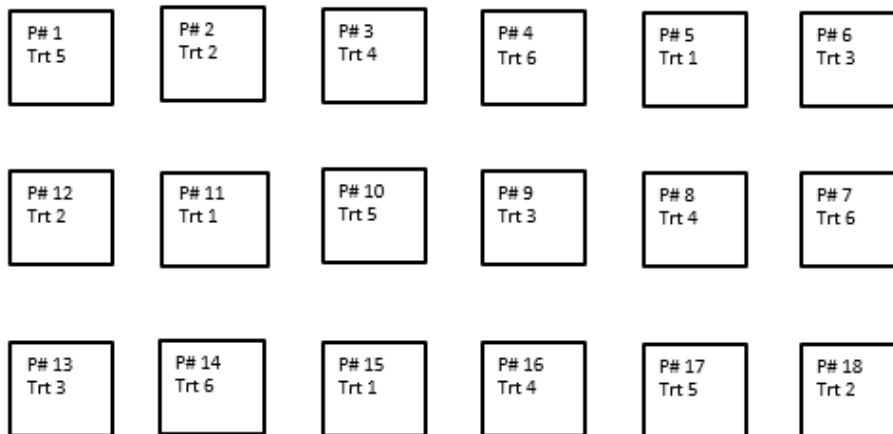 P# 1
Trt 5
P# 2
Trt 2
P# 3
Trt 4
P# 4
Trt 6
P# 5
Trt 1
P# 6
Trt 3
P# 12
Trt 2
P# 11
Trt 1
P# 10
Trt 5
P# 9
Trt 3
P# 8
Trt 4
P# 7
Trt 6
P# 13
Trt 3
P# 14
Trt 6
P# 15
Trt 1
P# 16
Trt 4
P# 17
Trt 5
P# 18
Trt 2